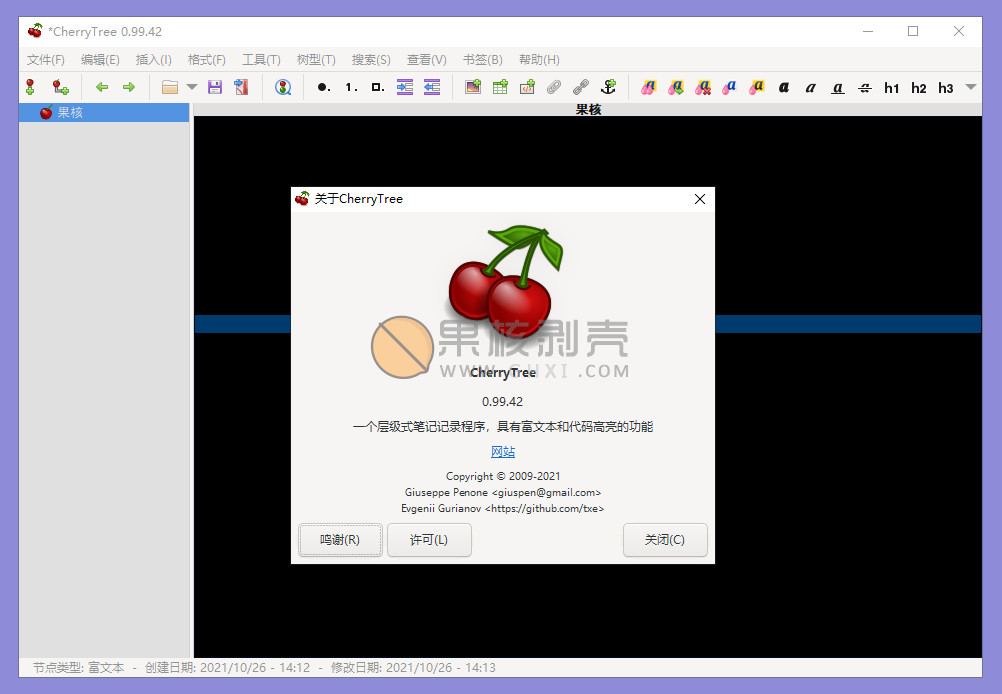 *CherryTree 0.99.42
文件(F) 编辑(E) 插入(I) 格式(F) 工具(T) 树型(T) 搜索(S) 查看(V) 书签(B) 帮助(H)
1. a a a a a a a a h1 h2 h3
果核
果核
关于CherryTree
果核剥壳
WWW.GHXI.COM
CherryTree
0.99.42
一个层级式笔记记录程序，具有富文本和代码高亮的功能
网站
Copyright © 2009-2021
Giuseppe Penone <giuspen@gmail.com>
Evgenii Gurianov <https://github.com/txe>
鸣谢(R) 许可(L) 关闭(C)
节点类型: 富文本 - 创建日期: 2021/10/26 - 14:12 - 修改日期: 2021/10/26 - 14:13